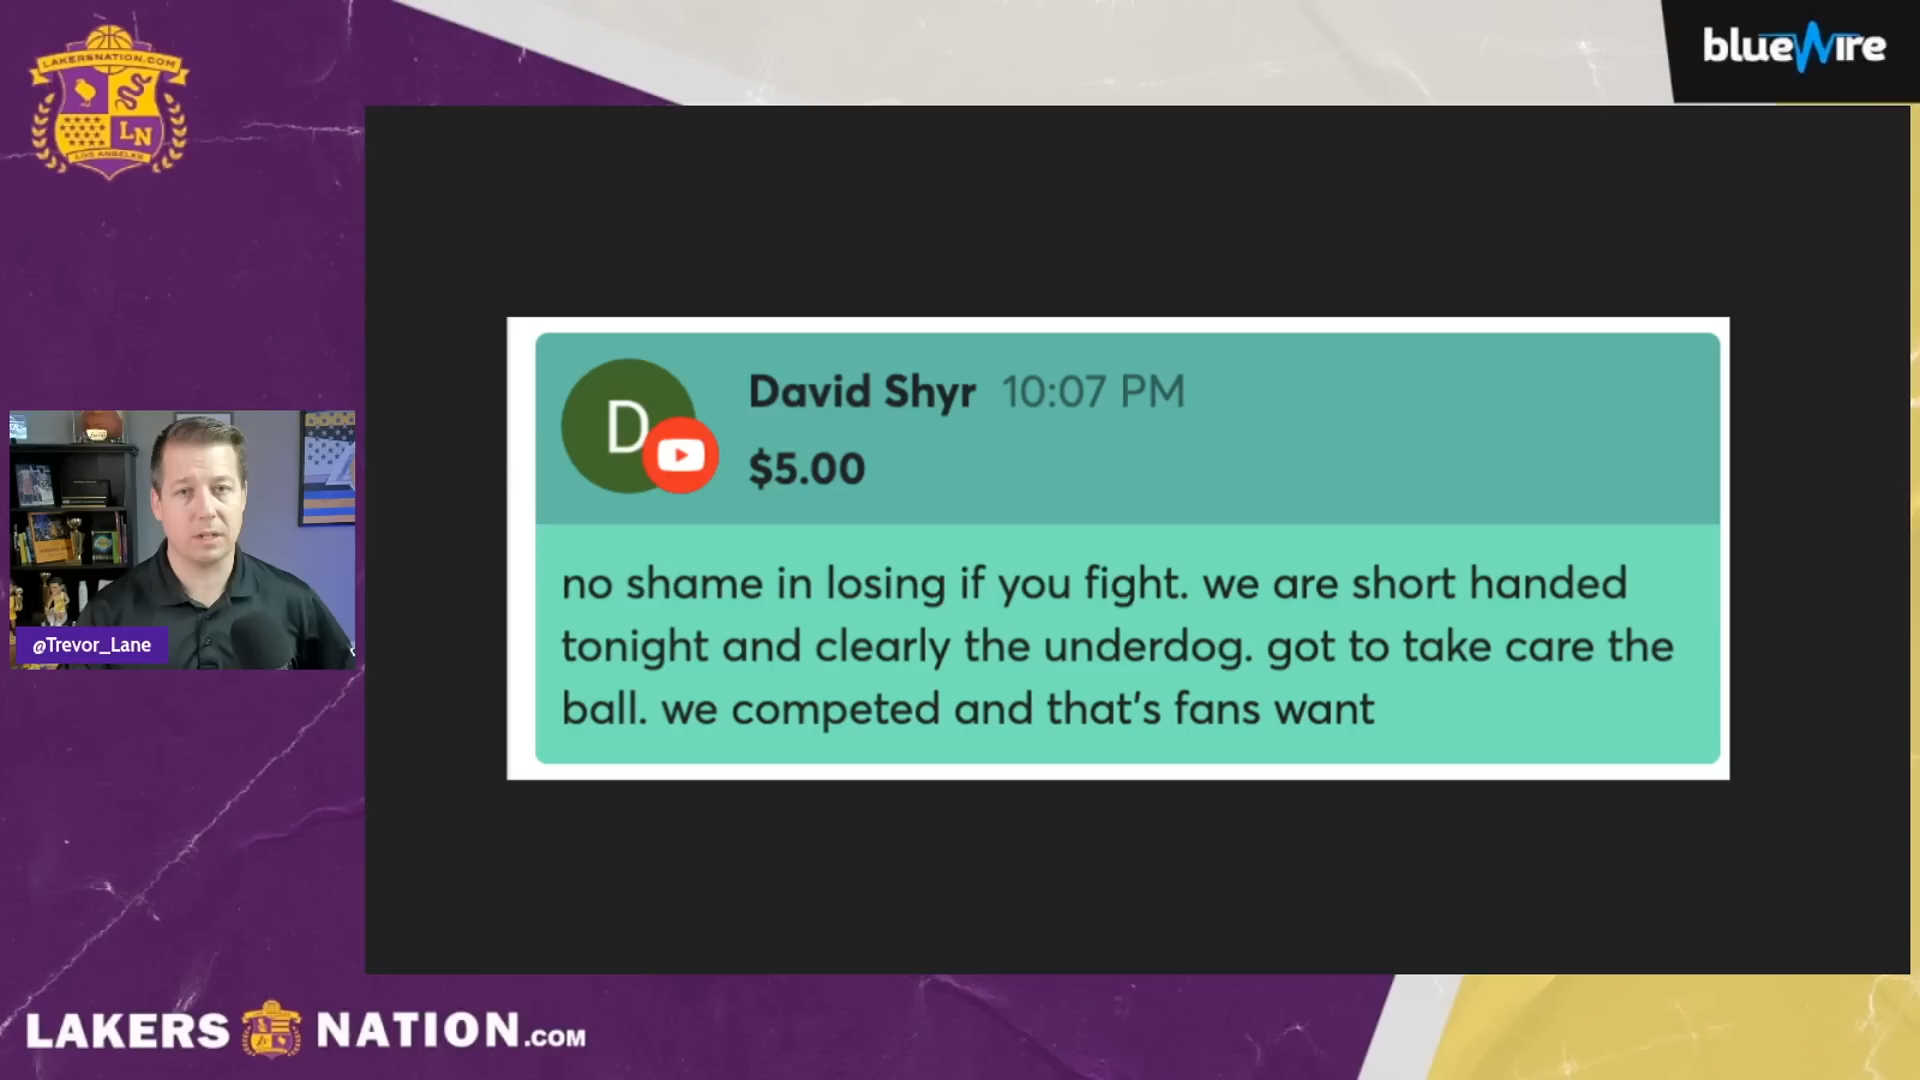 LAKERSNATION.COM
LN
LOS ANGELES
blueWire
David Shyr 10:07 PM
D
$5.00
no shame in losing if you fight. we are short handed
tonight and clearly the underdog. got to take care the
ball. we competed and that's fans want
@Trevor_Lane
LAKERS NATION.COM